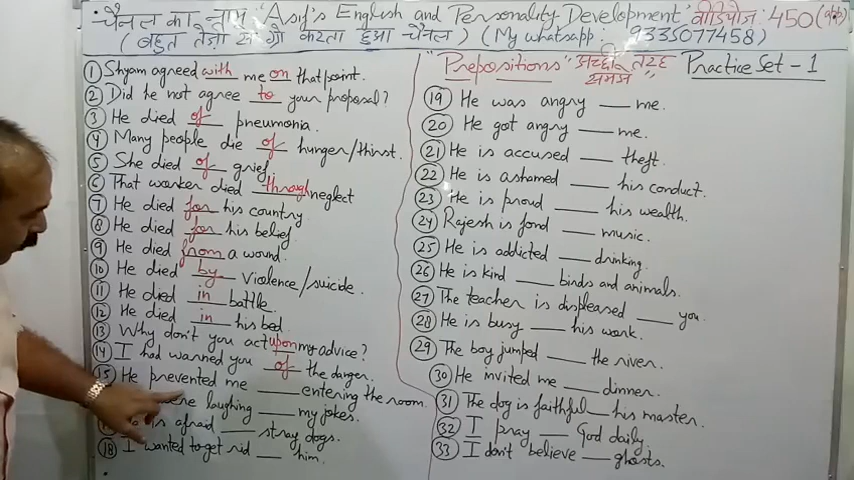 चैनल का नाम "Asif's English and Personality Development" वीडियो नं: 450
(बहुत तेजी से ग्रो करता हुआ चैनल) (My whatsapp: 9335077458)
"Prepositions" अच्छी तरह समझे" Practice Set - 1
① Shyam agreed with me on that point.
② Did he not agree to your proposal?
③ He died of pneumonia.
④ Many people die of hunger/thirst.
⑤ She died of grief.
⑥ That worker died through neglect
⑦ He died for his country
⑧ He died for his belief
⑨ He died from a wound.
⑩ He died by violence/suicide.
⑪ He died in battle.
⑫ He died in his bed.
⑬ Why don't you act upon my advice?
⑭ I had warned you of the danger.
⑮ He prevented me ___ entering the room.
laughing ___ my jokes.
is afraid ___ stray dogs.
⑱ I wanted to get rid ___ him.
⑲ He was angry ___ me.
⑳ He got angry ___ me.
㉑ He is accused ___ theft.
㉒ He is ashamed ___ his conduct.
㉓ He is proud ___ his wealth.
㉔ Rajesh is fond ___ music.
㉕ He is addicted ___ drinking.
㉖ He is kind ___ birds and animals.
㉗ The teacher is displeased ___ you.
㉘ He is busy ___ his work.
㉙ The boy jumped ___ the river.
㉚ He invited me ___ dinner.
㉛ The dog is faithful ___ his master.
㉜ I pray ___ God daily.
㉝ I don't believe ___ ghosts.